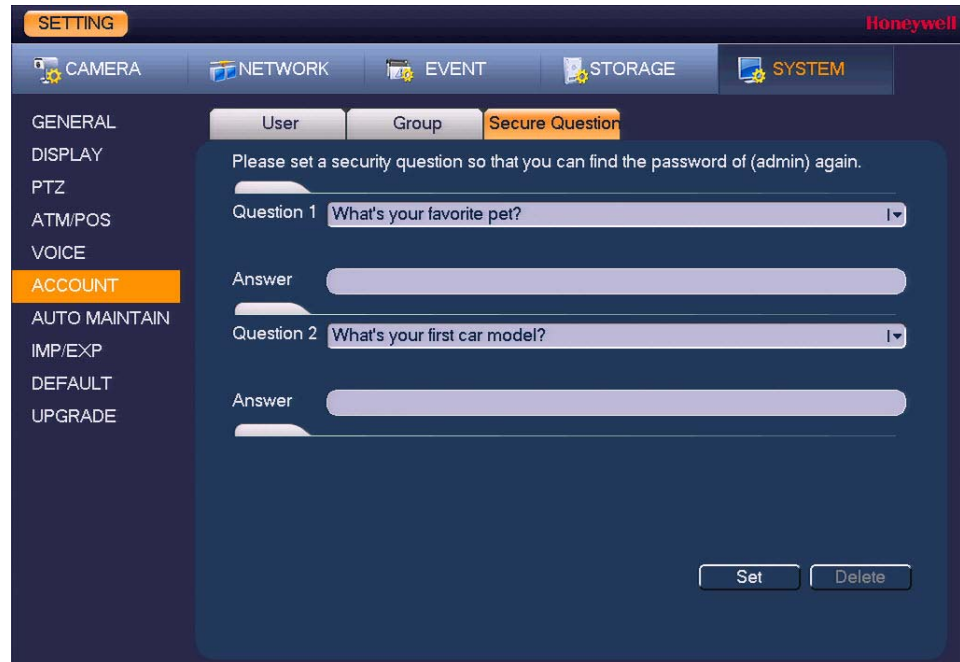 SETTING
Honeywell
CAMERA NETWORK EVENT STORAGE SYSTEM
GENERAL
DISPLAY
PTZ
ATM/POS
VOICE
ACCOUNT
AUTO MAINTAIN
IMP/EXP
DEFAULT
UPGRADE
User Group Secure Question
Please set a security question so that you can find the password of (admin) again.
Question 1 What's your favorite pet?
Answer
Question 2 What's your first car model?
Answer
Set Delete